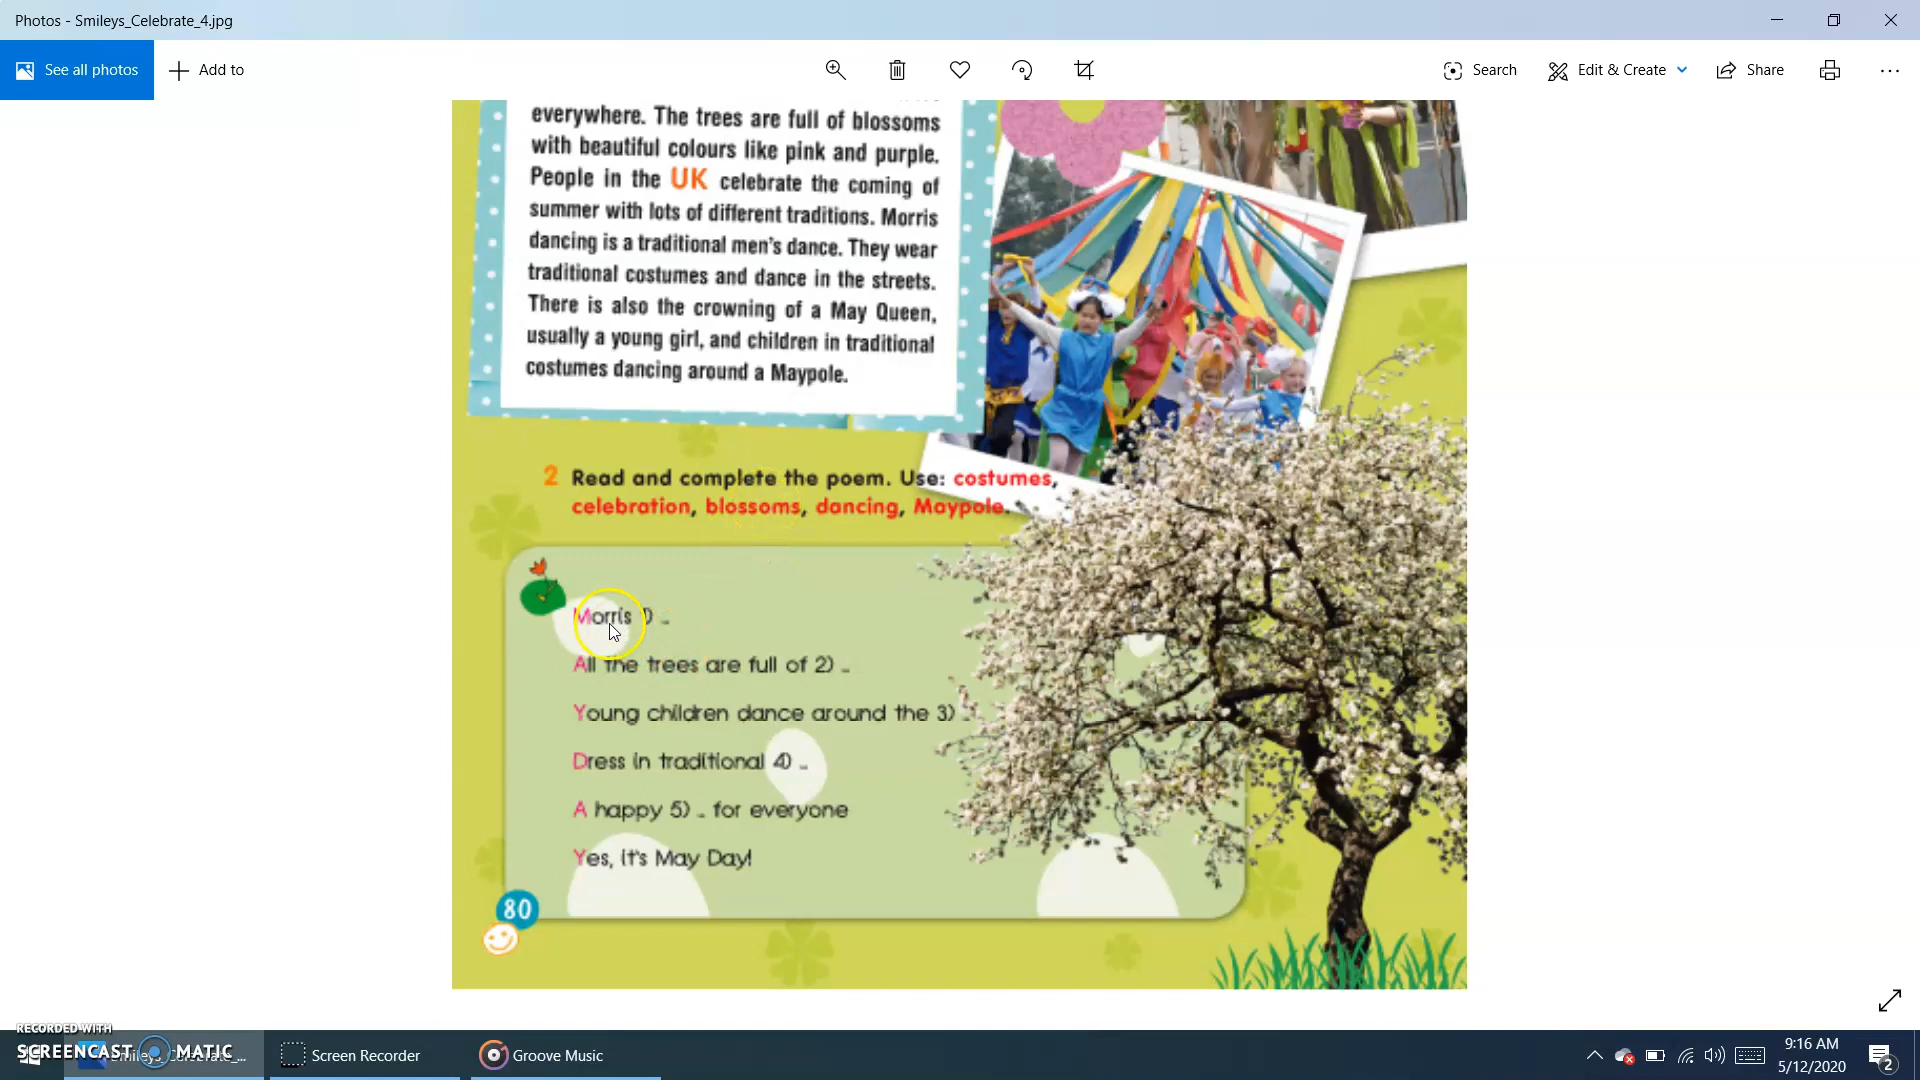 Photos - Smileys_Celebrate_4.jpg
See all photos
Add to
Search
Edit & Create
Share
everywhere. The trees are full of blossoms
with beautiful colours like pink and purple.
People in the UK celebrate the coming of
summer with lots of different traditions. Morris
dancing is a traditional men's dance. They wear
traditional costumes and dance in the streets.
There is also the crowning of a May Queen,
usually a young girl, and children in traditional
costumes dancing around a Maypole.
2 Read and complete the poem. Use: costumes,
celebration, blossoms, dancing, Maypole.
Morris 1) ..
All the trees are full of 2) ..
Young children dance around the 3) ..
Dress in traditional 4) ..
A happy 5) .. for everyone
Yes, it's May Day!
80
RECORDED WITH
SCREENCAST MATIC
Screen Recorder
Groove Music
9:16 AM
5/12/2020
2